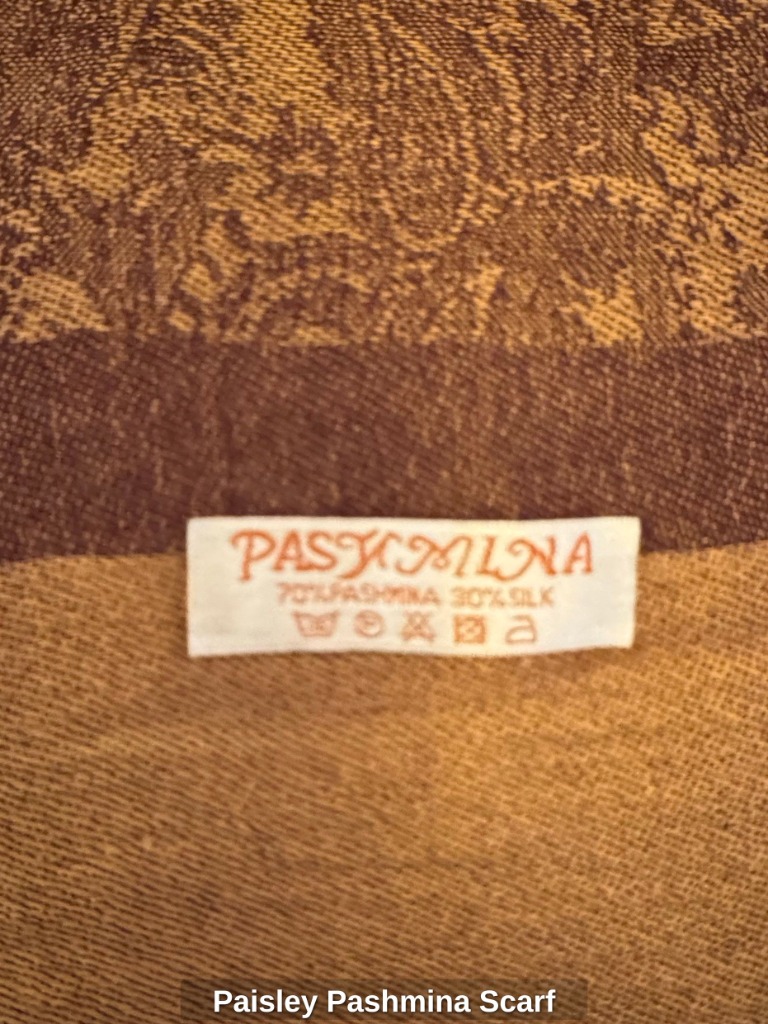 PASHMINA
70%PASHMINA 30%SILK
Paisley Pashmina Scarf